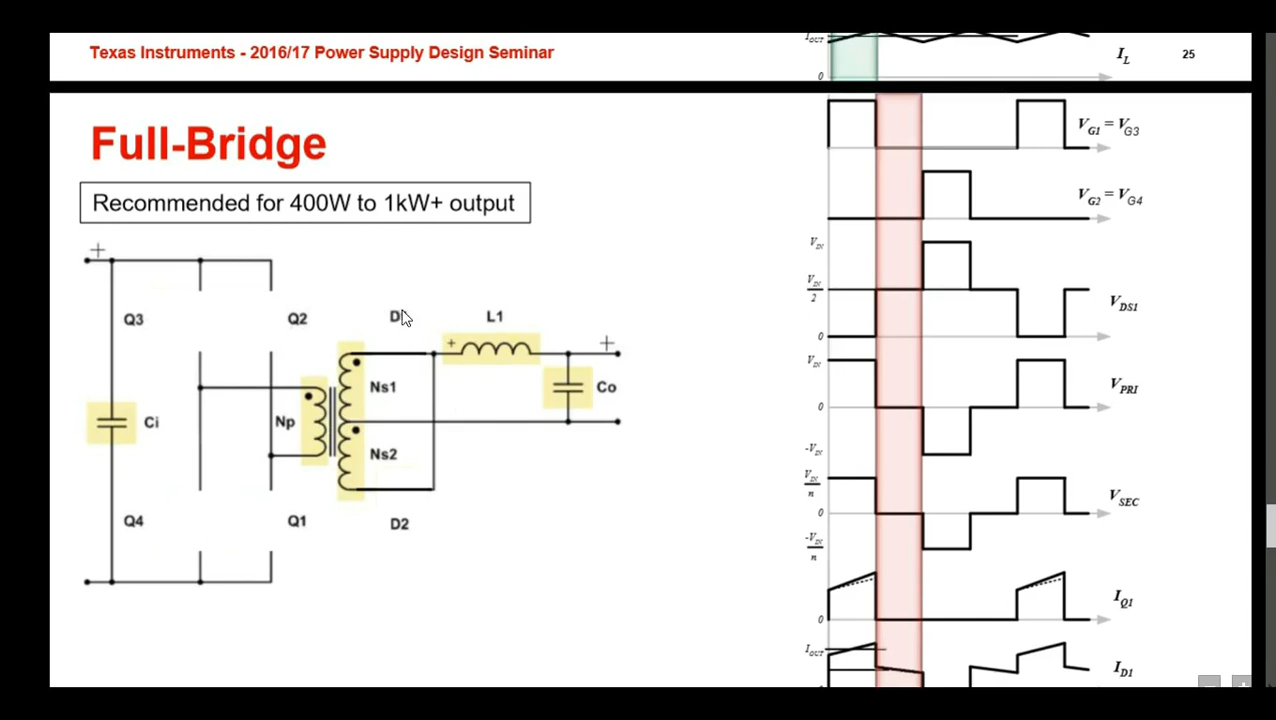 Texas Instruments - 2016/17 Power Supply Design Seminar
I_OUT
0
I_L
25
Full-Bridge
Recommended for 400W to 1kW+ output
+
Q3
Q2
D
L1
+
+
Ci
Np
Ns1
Ns2
Co
Q4
Q1
D2
V_G1 = V_G3
V_G2 = V_G4
V_IN
V_IN
2
0
V_DS1
V_IN
0
-V_IN
V_PRI
V_IN
n
0
-V_IN
n
V_SEC
0
I_Q1
I_OUT
I_D1